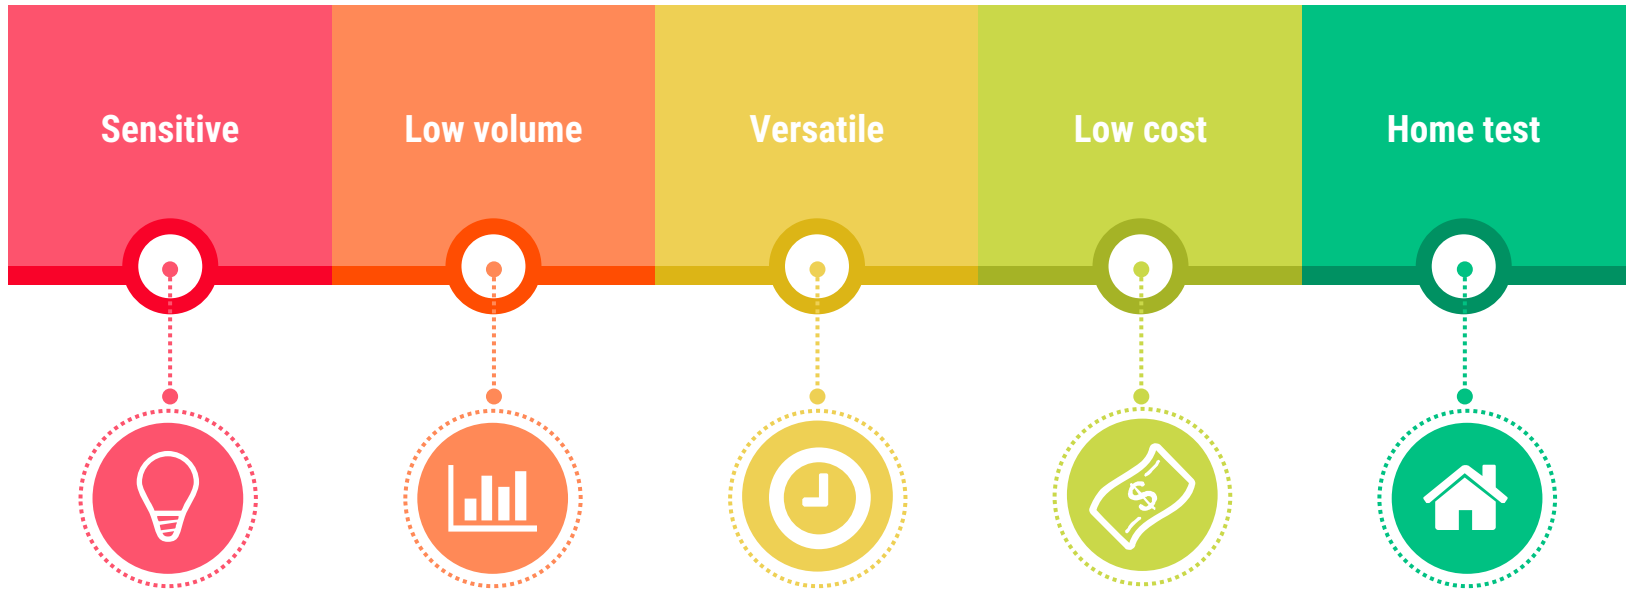 Sensitive
Low volume
Versatile
Low cost
Home test
$